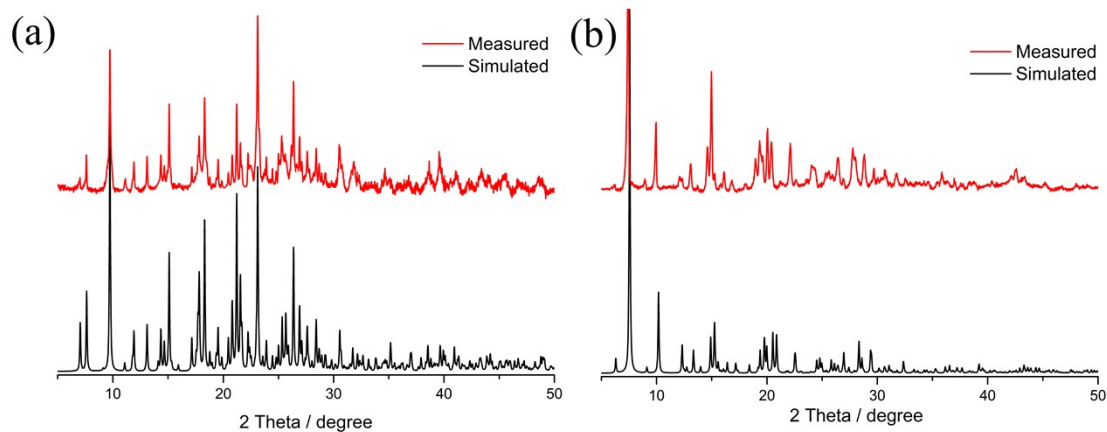 (a)
Measured
Simulated
10 20 30 40 50
2 Theta / degree
(b)
Measured
Simulated
10 20 30 40 50
2 Theta / degree